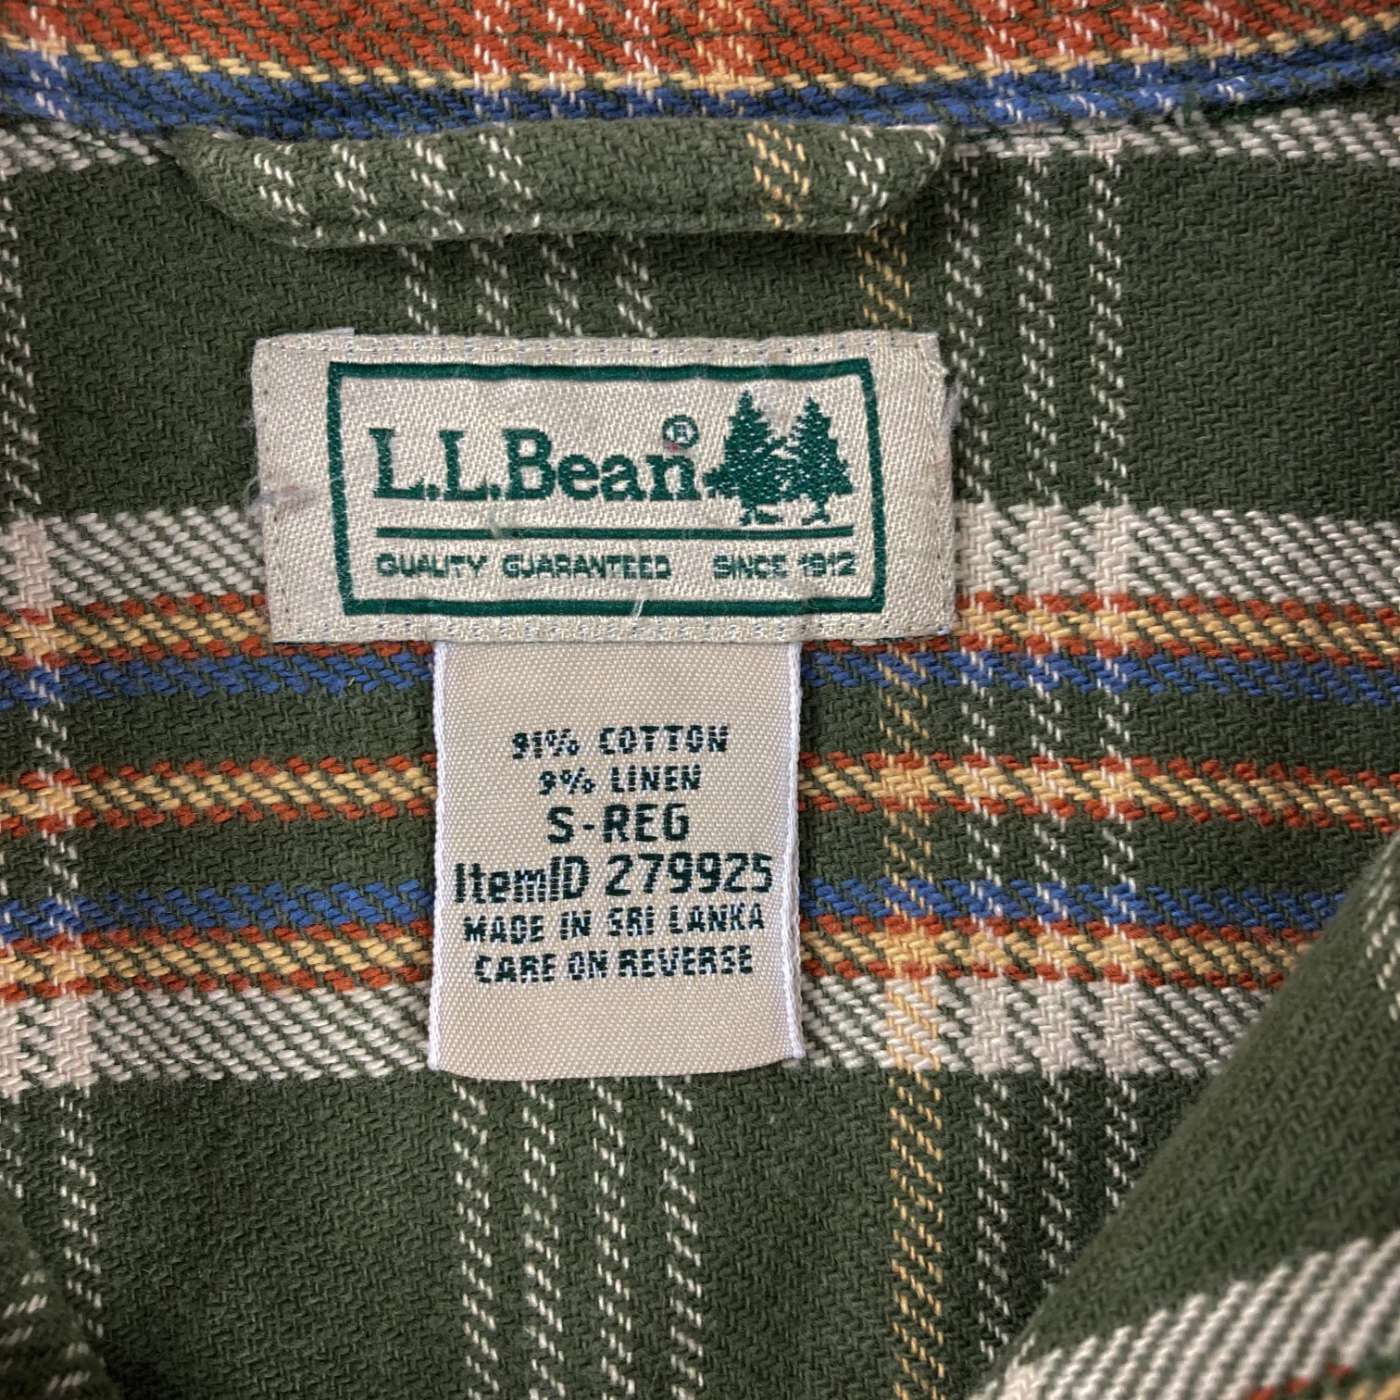 L.L.Bean®
QUALITY GUARANTEED SINCE 1912
91% COTTON
9% LINEN
S-REG
ItemID 279925
MADE IN SRI LANKA
CARE ON REVERSE